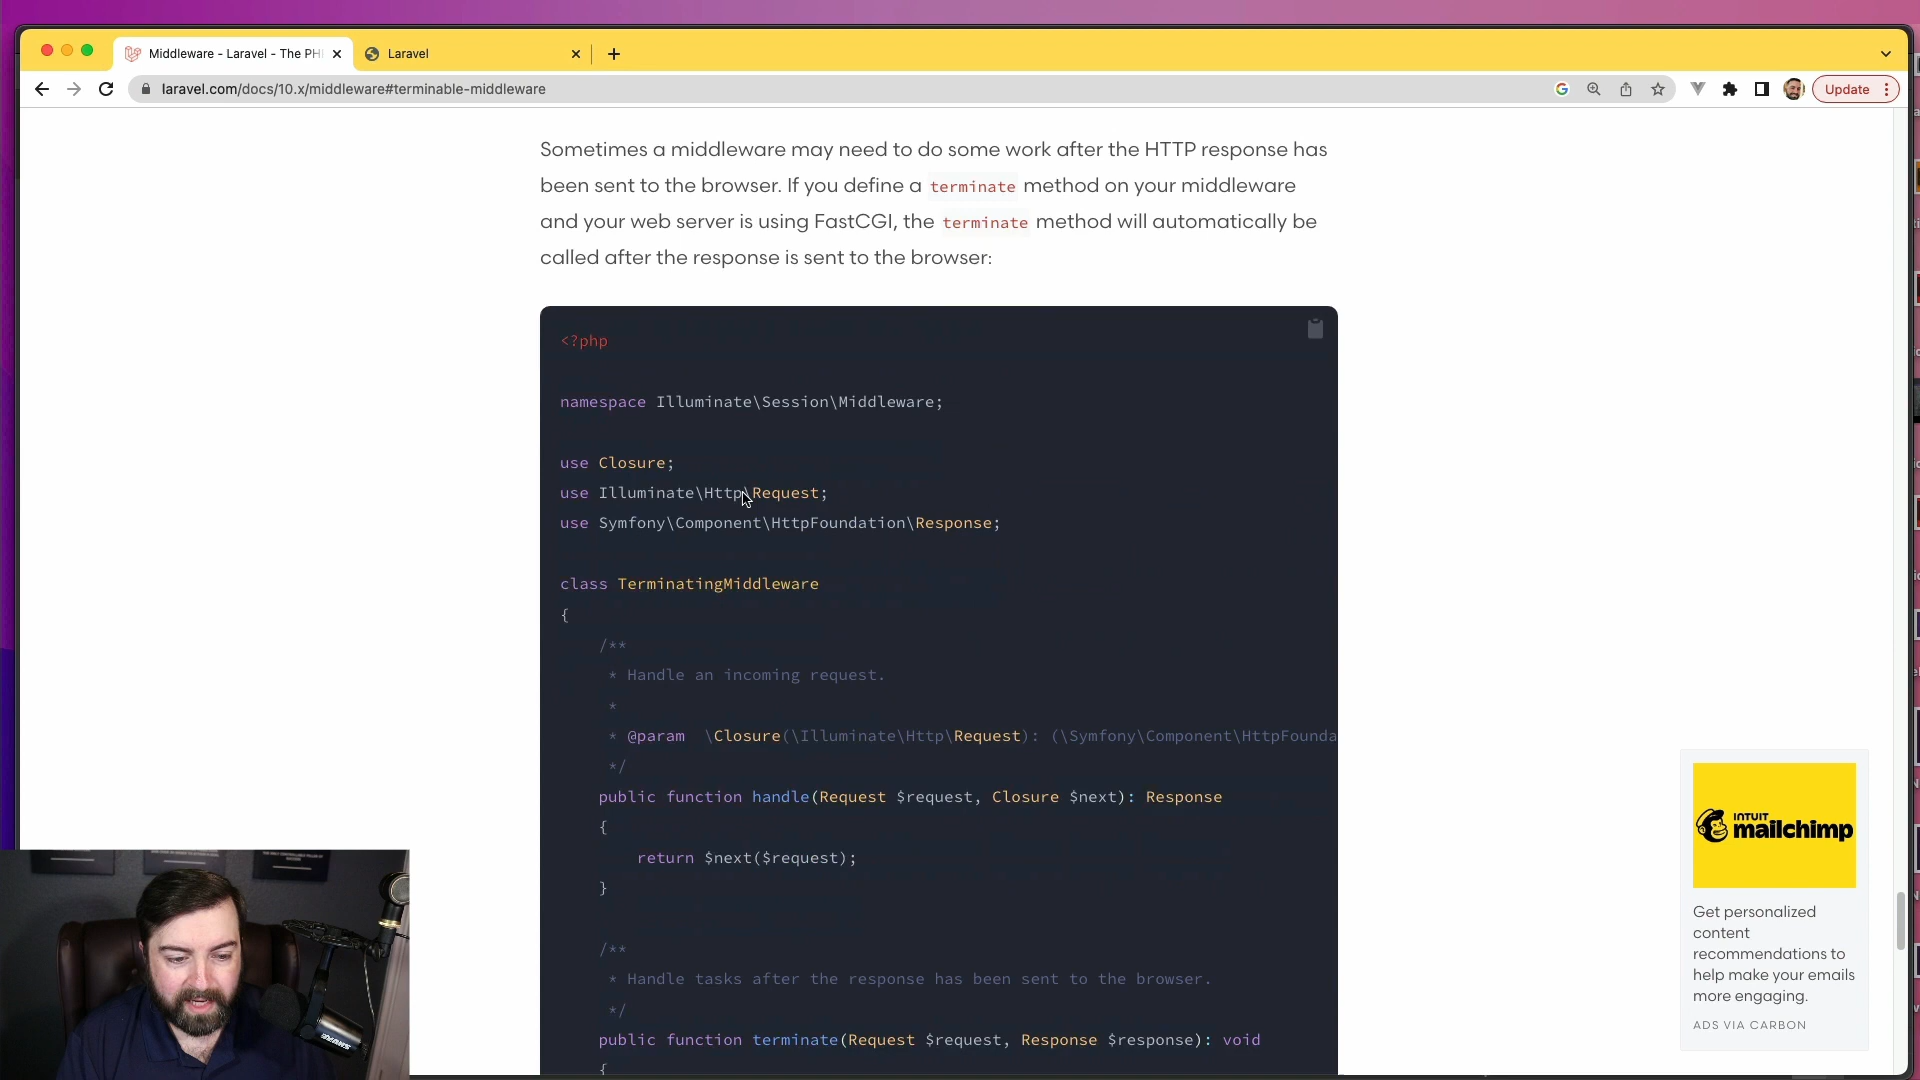 Middleware - Laravel - The PH
Laravel
laravel.com/docs/10.x/middleware#terminable-middleware
Update
Sometimes a middleware may need to do some work after the HTTP response has
been sent to the browser. If you define a terminate method on your middleware
and your web server is using FastCGI, the terminate method will automatically be
called after the response is sent to the browser:
<?php
namespace Illuminate\Session\Middleware;
use Closure;
use Illuminate\Http\Request;
use Symfony\Component\HttpFoundation\Response;
class TerminatingMiddleware
{
/**
* Handle an incoming request.
*
* @param  \Closure(\Illuminate\Http\Request): (\Symfony\Component\HttpFounda
*/
public function handle(Request $request, Closure $next): Response
{
return $next($request);
}
/**
* Handle tasks after the response has been sent to the browser.
*/
public function terminate(Request $request, Response $response): void
{
INTUIT
mailchimp
Get personalized
content
recommendations to
help make your emails
more engaging.
ADS VIA CARBON